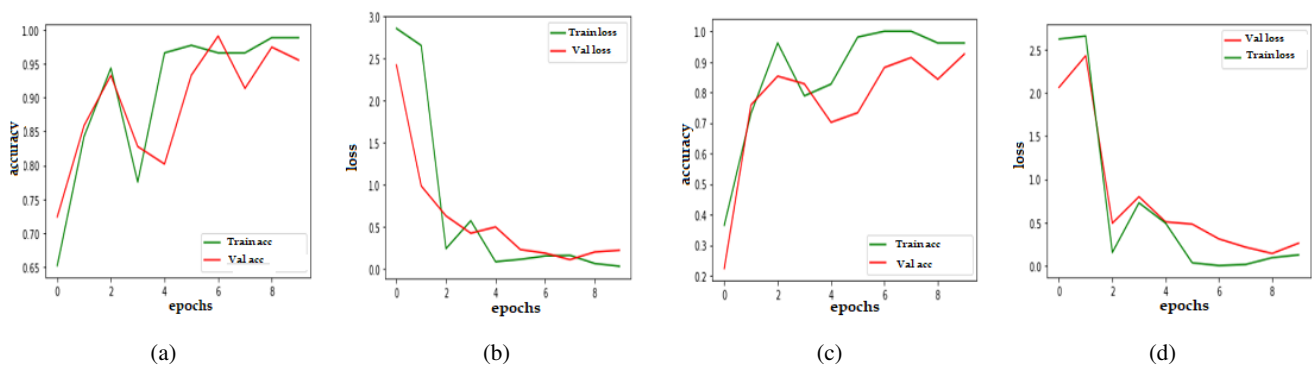 1.00
0.95
0.90
0.85
0.80
0.75
0.70
0.65
accuracy
0 2 4 6 8
epochs
Train acc
Val acc
(a)
3.0
2.5
2.0
1.5
1.0
0.5
0.0
loss
0 2 4 6 8
epochs
Train loss
Val loss
(b)
1.0
0.9
0.8
0.7
0.6
0.5
0.4
0.3
0.2
accuracy
0 2 4 6 8
epochs
Train acc
Val acc
(c)
2.5
2.0
1.5
1.0
0.5
0.0
loss
0 2 4 6 8
epochs
Val loss
Train loss
(d)